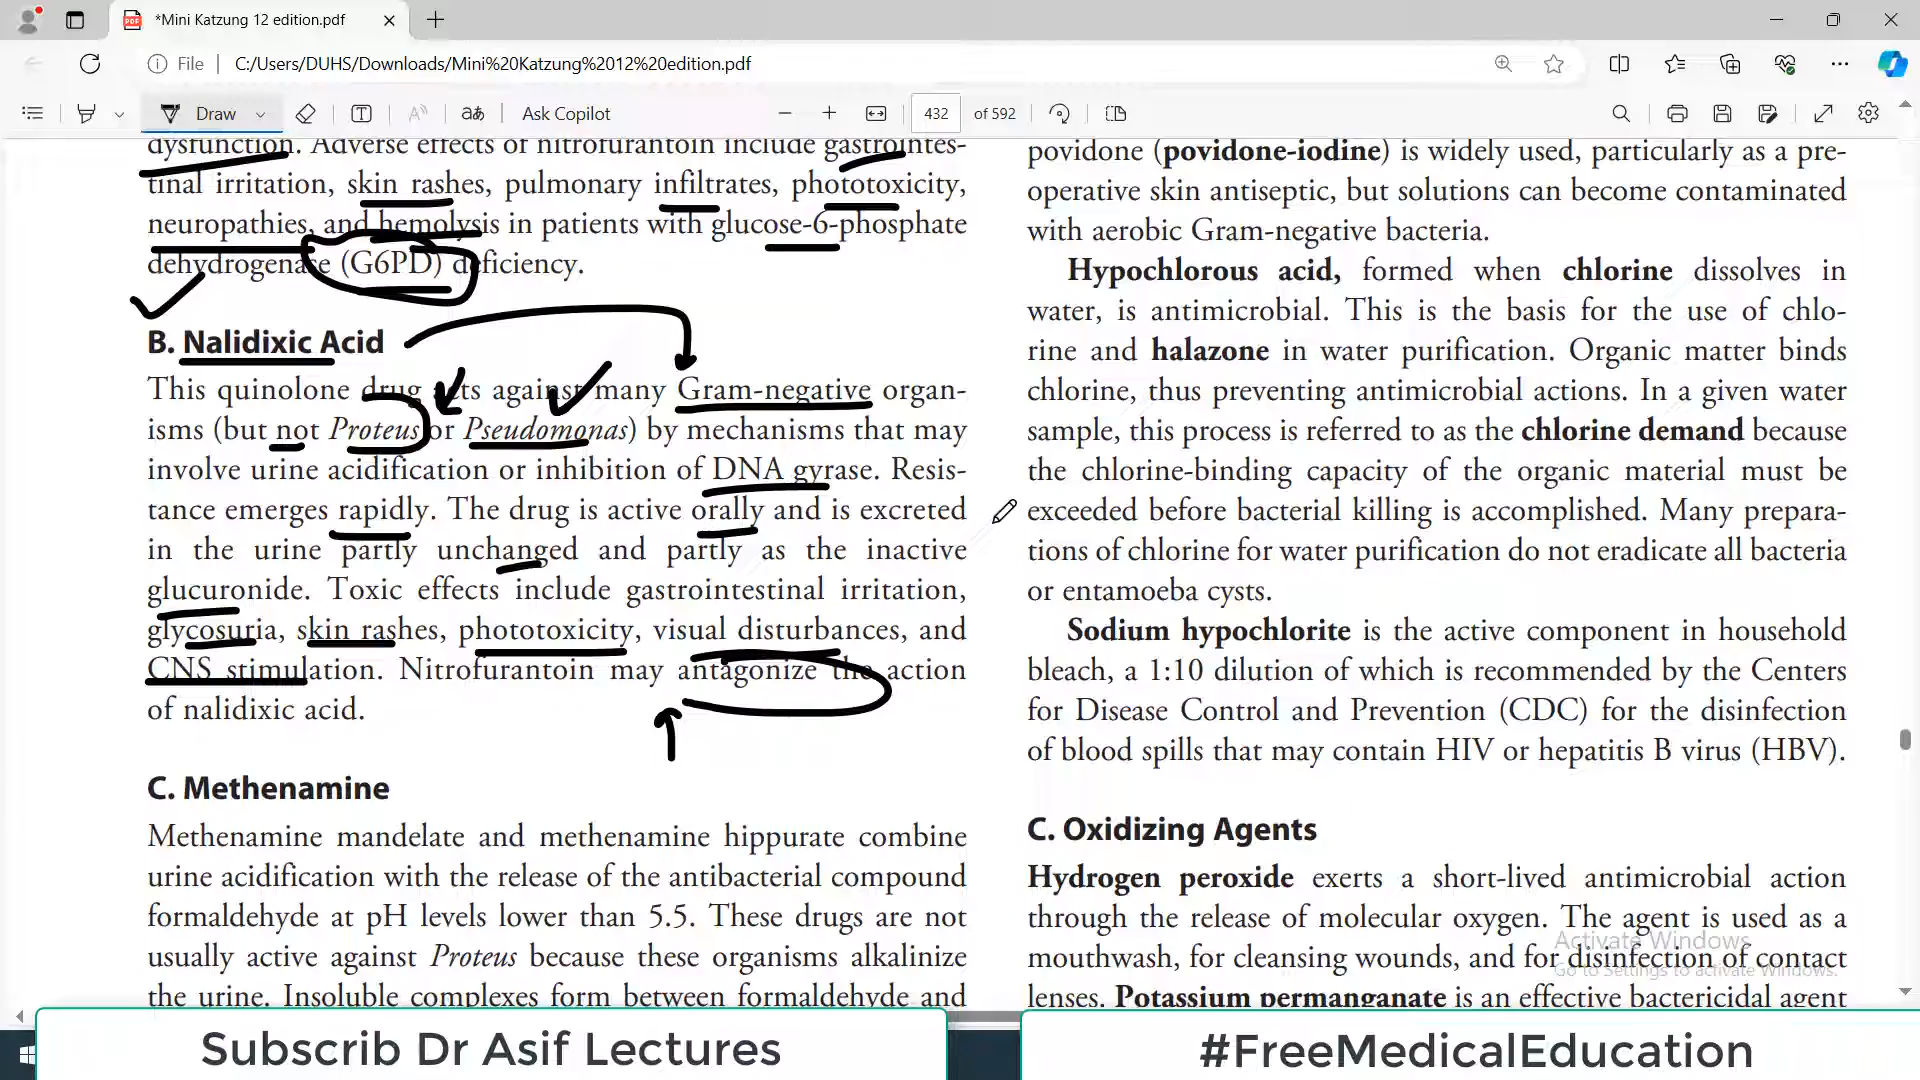 *Mini Katzung 12 edition.pdf
File
C:/Users/DUHS/Downloads/Mini%20Katzung%2012%20edition.pdf
Draw
aあ
Ask Copilot
432 of 592
dysfunction. Adverse effects of nitrofurantoin include gastrointes-
tinal irritation, skin rashes, pulmonary infiltrates, phototoxicity,
neuropathies, and hemolysis in patients with glucose-6-phosphate
dehydrogenase (G6PD) deficiency.
B. Nalidixic Acid
This quinolone drug acts against many Gram-negative organ-
isms (but not Proteus or Pseudomonas) by mechanisms that may
involve urine acidification or inhibition of DNA gyrase. Resis-
tance emerges rapidly. The drug is active orally and is excreted
in the urine partly unchanged and partly as the inactive
glucuronide. Toxic effects include gastrointestinal irritation,
glycosuria, skin rashes, phototoxicity, visual disturbances, and
CNS stimulation. Nitrofurantoin may antagonize the action
of nalidixic acid.
C. Methenamine
Methenamine mandelate and methenamine hippurate combine
urine acidification with the release of the antibacterial compound
formaldehyde at pH levels lower than 5.5. These drugs are not
usually active against Proteus because these organisms alkalinize
the urine. Insoluble complexes form between formaldehyde and
povidone (povidone-iodine) is widely used, particularly as a pre-
operative skin antiseptic, but solutions can become contaminated
with aerobic Gram-negative bacteria.
Hypochlorous acid, formed when chlorine dissolves in
water, is antimicrobial. This is the basis for the use of chlo-
rine and halazone in water purification. Organic matter binds
chlorine, thus preventing antimicrobial actions. In a given water
sample, this process is referred to as the chlorine demand because
the chlorine-binding capacity of the organic material must be
exceeded before bacterial killing is accomplished. Many prepara-
tions of chlorine for water purification do not eradicate all bacteria
or entamoeba cysts.
Sodium hypochlorite is the active component in household
bleach, a 1:10 dilution of which is recommended by the Centers
for Disease Control and Prevention (CDC) for the disinfection
of blood spills that may contain HIV or hepatitis B virus (HBV).
C. Oxidizing Agents
Hydrogen peroxide exerts a short-lived antimicrobial action
through the release of molecular oxygen. The agent is used as a
mouthwash, for cleansing wounds, and for disinfection of contact
lenses. Potassium permanganate is an effective bactericidal agent
Activate Windows
Go to Settings to activate Windows.
Subscrib Dr Asif Lectures
#FreeMedicalEducation